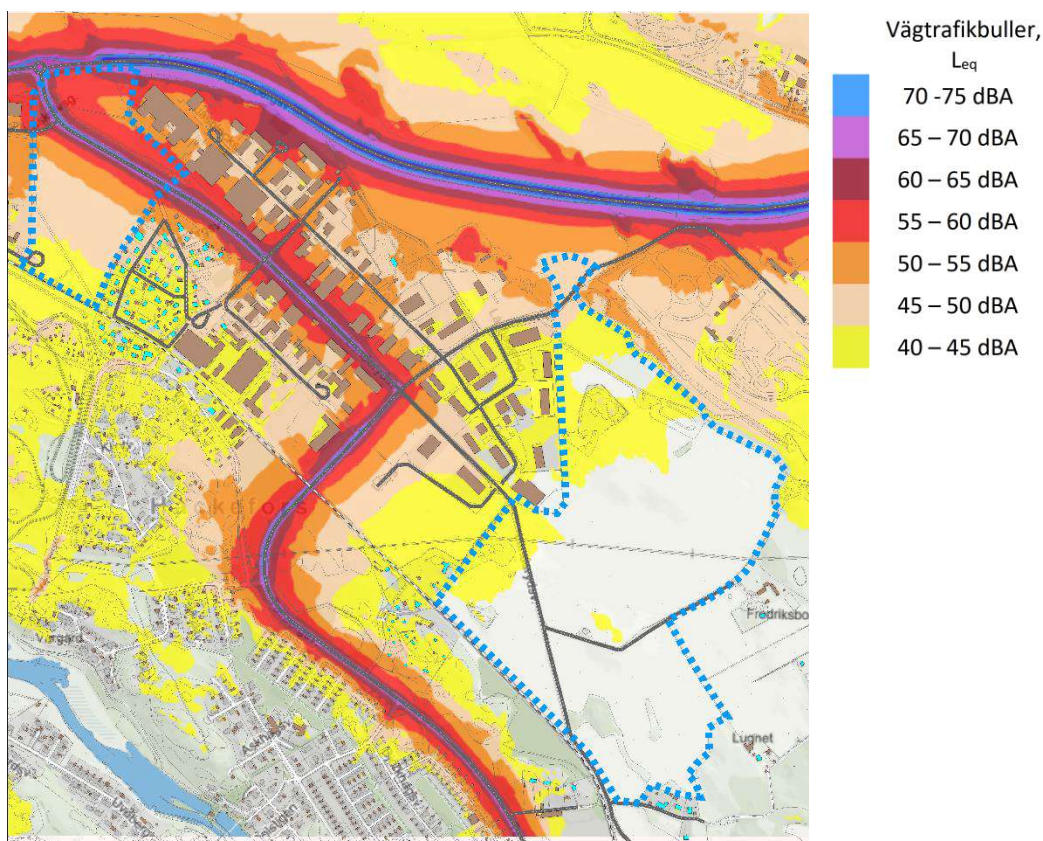 Vägtrafikbuller,
Leq
70 -75 dBA
65 – 70 dBA
60 – 65 dBA
55 – 60 dBA
50 – 55 dBA
45 – 50 dBA
40 – 45 dBA
Fredriksbo
Lugnet